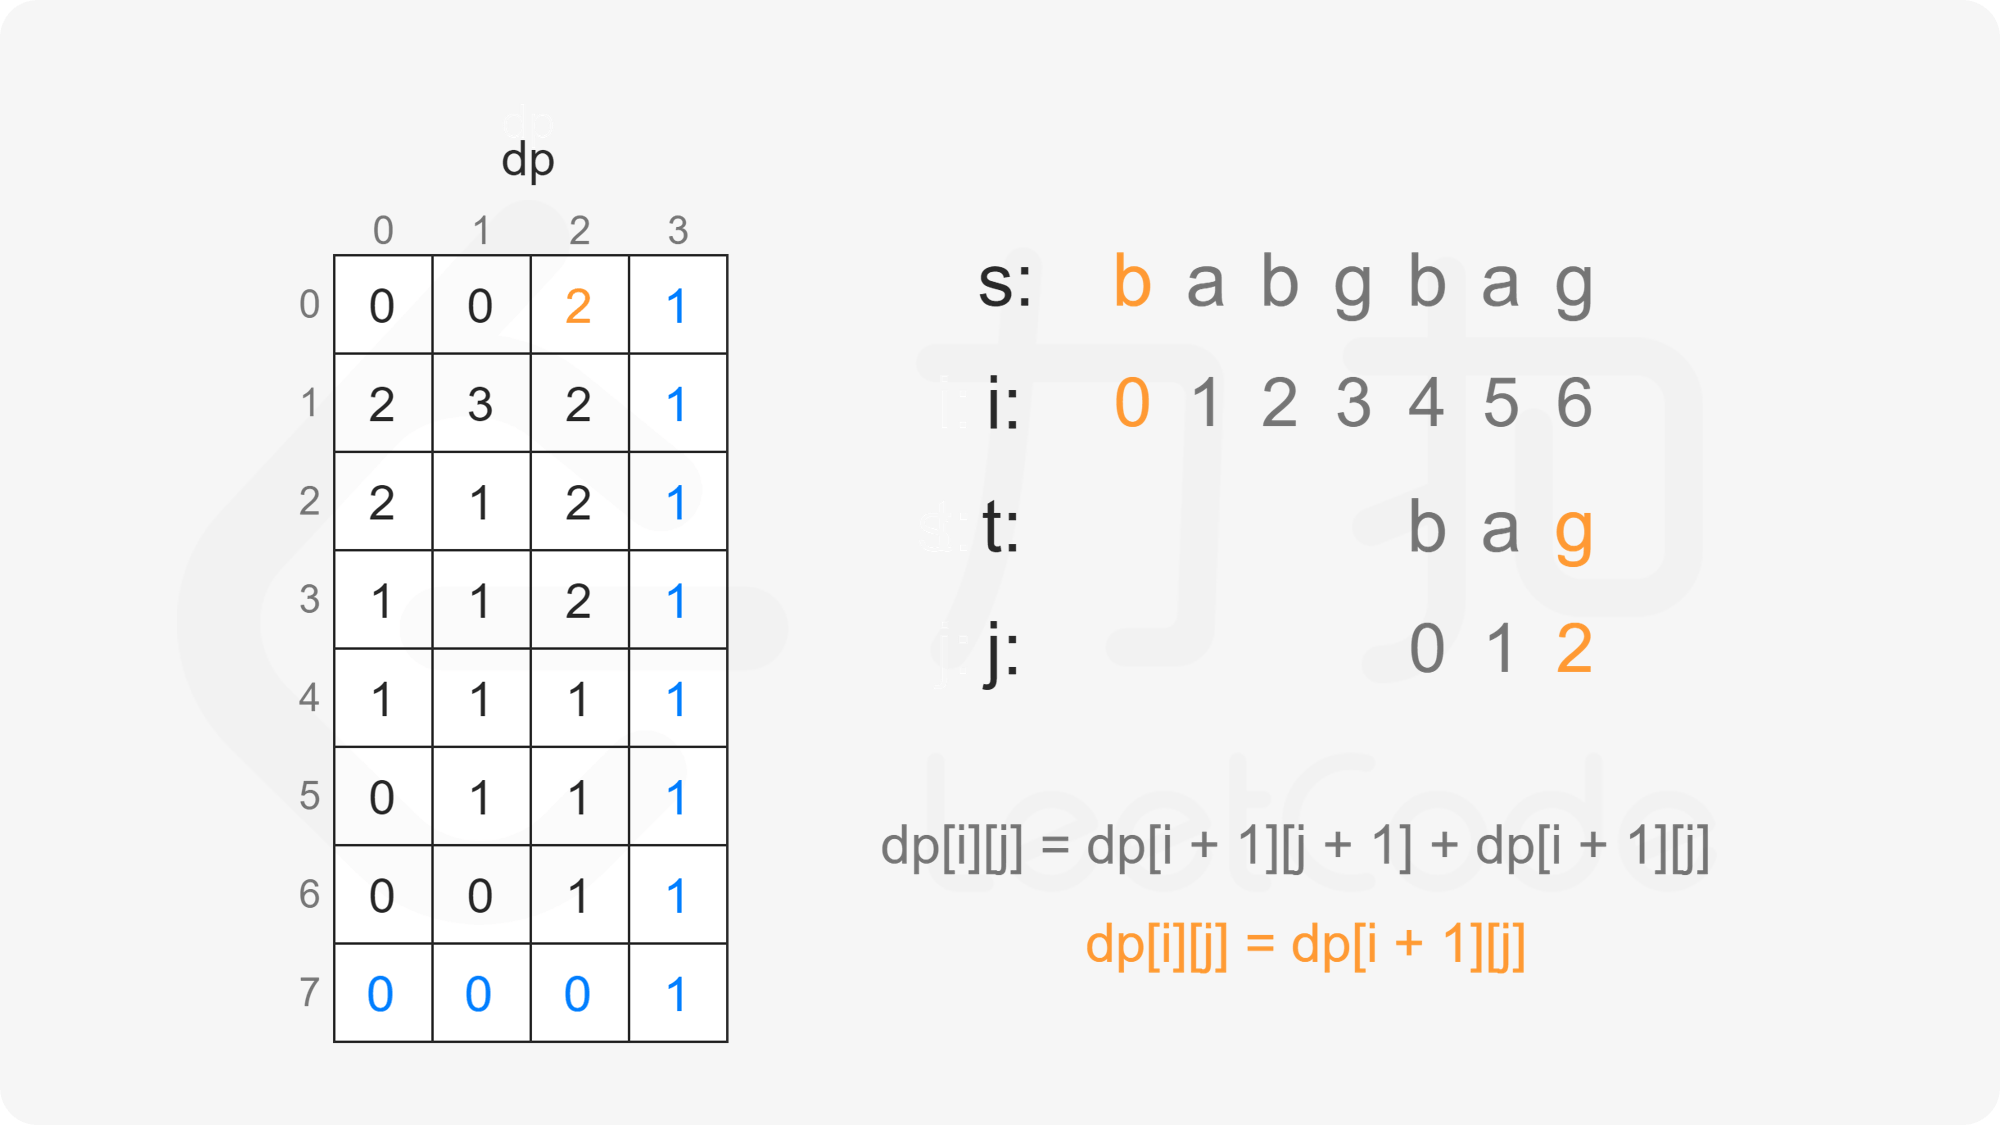 dp
0 1 2 3
0 0 0 2 1
1 2 3 2 1
2 2 1 2 1
3 1 1 2 1
4 1 1 1 1
5 0 1 1 1
6 0 0 1 1
7 0 0 0 1
s: b a b g b a g
i: 0 1 2 3 4 5 6
t: b a g
j: 0 1 2
dp[i][j] = dp[i + 1][j + 1] + dp[i + 1][j]
dp[i][j] = dp[i + 1][j]
力扣
LeetCode